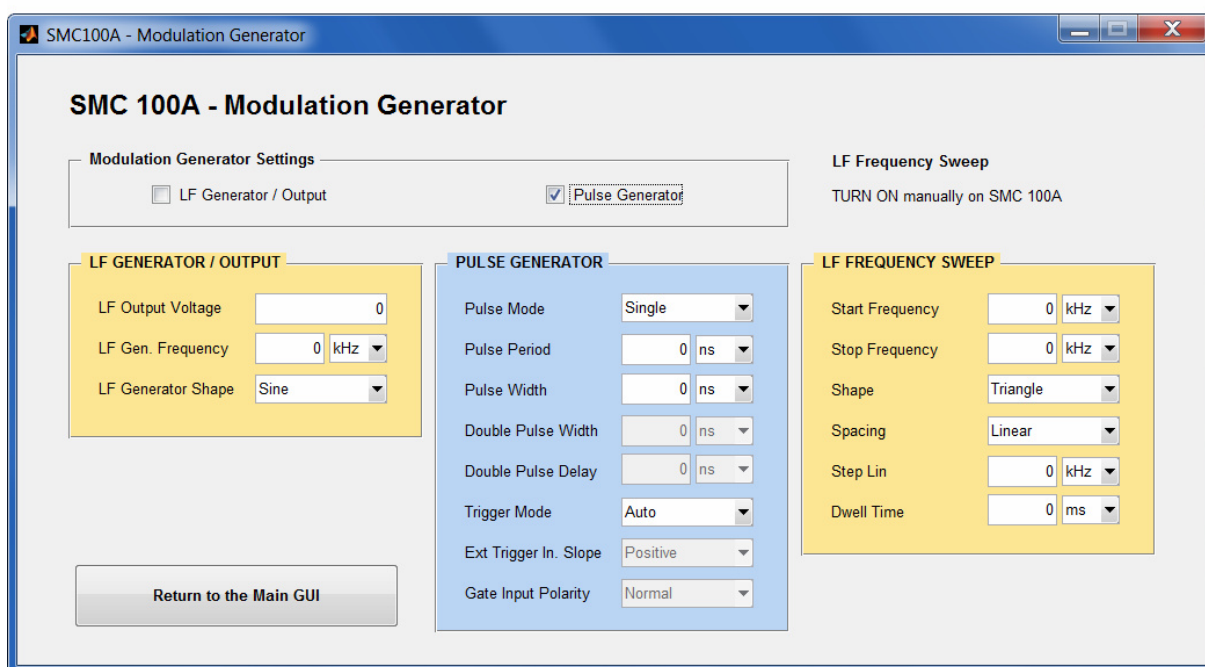 SMC100A - Modulation Generator
X
SMC 100A - Modulation Generator
Modulation Generator Settings
LF Generator / Output
Pulse Generator
LF Frequency Sweep
TURN ON manually on SMC 100A
LF GENERATOR / OUTPUT
LF Output Voltage 0
LF Gen. Frequency 0 kHz
LF Generator Shape Sine
PULSE GENERATOR
Pulse Mode Single
Pulse Period 0 ns
Pulse Width 0 ns
Double Pulse Width 0 ns
Double Pulse Delay 0 ns
Trigger Mode Auto
Ext Trigger In. Slope Positive
Gate Input Polarity Normal
LF FREQUENCY SWEEP
Start Frequency 0 kHz
Stop Frequency 0 kHz
Shape Triangle
Spacing Linear
Step Lin 0 kHz
Dwell Time 0 ms
Return to the Main GUI